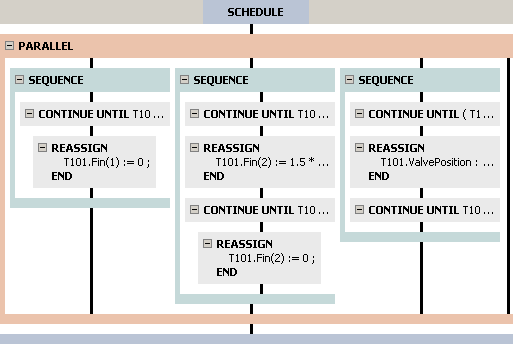 SCHEDULE
PARALLEL
SEQUENCE
CONTINUE UNTIL T10 ...
REASSIGN
T101.Fin(1) := 0 ;
END
SEQUENCE
CONTINUE UNTIL T10 ...
REASSIGN
T101.Fin(2) := 1.5 * ...
END
CONTINUE UNTIL T10 ...
REASSIGN
T101.Fin(2) := 0 ;
END
SEQUENCE
CONTINUE UNTIL ( T1 ...
REASSIGN
T101.ValvePosition : ...
END
CONTINUE UNTIL T10 ...